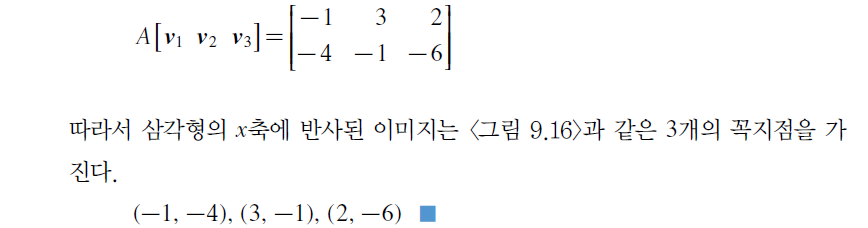 A[v₁ v₂ v₃]=[−1 3 2
−4 −1 −6]
따라서 삼각형의 x축에 반사된 이미지는 〈그림 9.16〉과 같은 3개의 꼭지점을 가
진다.
(−1, −4), (3, −1), (2, −6) ■